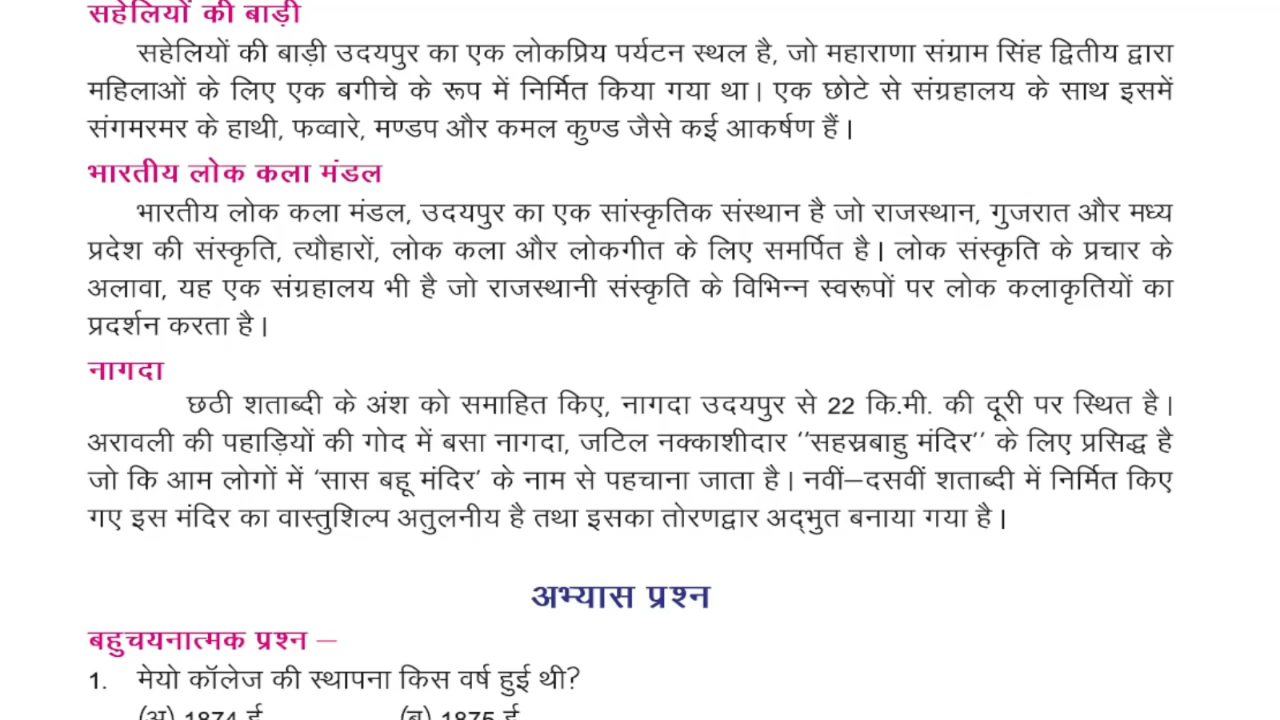 सहेलियों की बाड़ी
सहेलियों की बाड़ी उदयपुर का एक लोकप्रिय पर्यटन स्थल है, जो महाराणा संग्राम सिंह द्वितीय द्वारा
महिलाओं के लिए एक बगीचे के रूप में निर्मित किया गया था। एक छोटे से संग्रहालय के साथ इसमें
संगमरमर के हाथी, फव्वारे, मण्डप और कमल कुण्ड जैसे कई आकर्षण हैं।
भारतीय लोक कला मंडल
भारतीय लोक कला मंडल, उदयपुर का एक सांस्कृतिक संस्थान है जो राजस्थान, गुजरात और मध्य
प्रदेश की संस्कृति, त्यौहारों, लोक कला और लोकगीत के लिए समर्पित है। लोक संस्कृति के प्रचार के
अलावा, यह एक संग्रहालय भी है जो राजस्थानी संस्कृति के विभिन्न स्वरूपों पर लोक कलाकृतियों का
प्रदर्शन करता है।
नागदा
छठी शताब्दी के अंश को समाहित किए, नागदा उदयपुर से 22 कि.मी. की दूरी पर स्थित है।
अरावली की पहाड़ियों की गोद में बसा नागदा, जटिल नक्काशीदार ''सहस्रबाहु मंदिर'' के लिए प्रसिद्ध है
जो कि आम लोगों में 'सास बहू मंदिर' के नाम से पहचाना जाता है। नवीं–दसवीं शताब्दी में निर्मित किए
गए इस मंदिर का वास्तुशिल्प अतुलनीय है तथा इसका तोरणद्वार अद्भुत बनाया गया है।
अभ्यास प्रश्न
बहुचयनात्मक प्रश्न –
1. मेयो कॉलेज की स्थापना किस वर्ष हुई थी?
(अ) 1874 ई. (ब) 1875 ई.